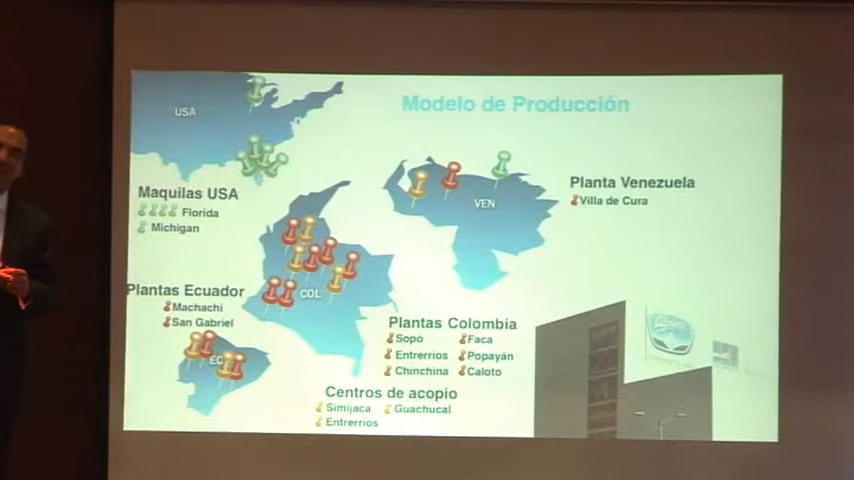 Modelo de Producción
USA
Maquilas USA
Florida
Michigan
VEN
Planta Venezuela
Villa de Cura
COL
Plantas Ecuador
Machachi
San Gabriel
EC
Plantas Colombia
Sopo Faca
Entrerrios Popayán
Chinchina Caloto
Centros de acopio
Simijaca Guachucal
Entrerrios